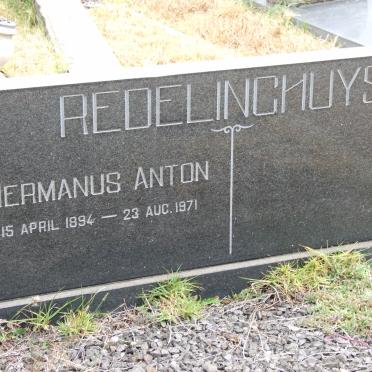 REDELINGHUYS
HERMANUS ANTON
15 APRIL 1894 — 23 AUG. 1971